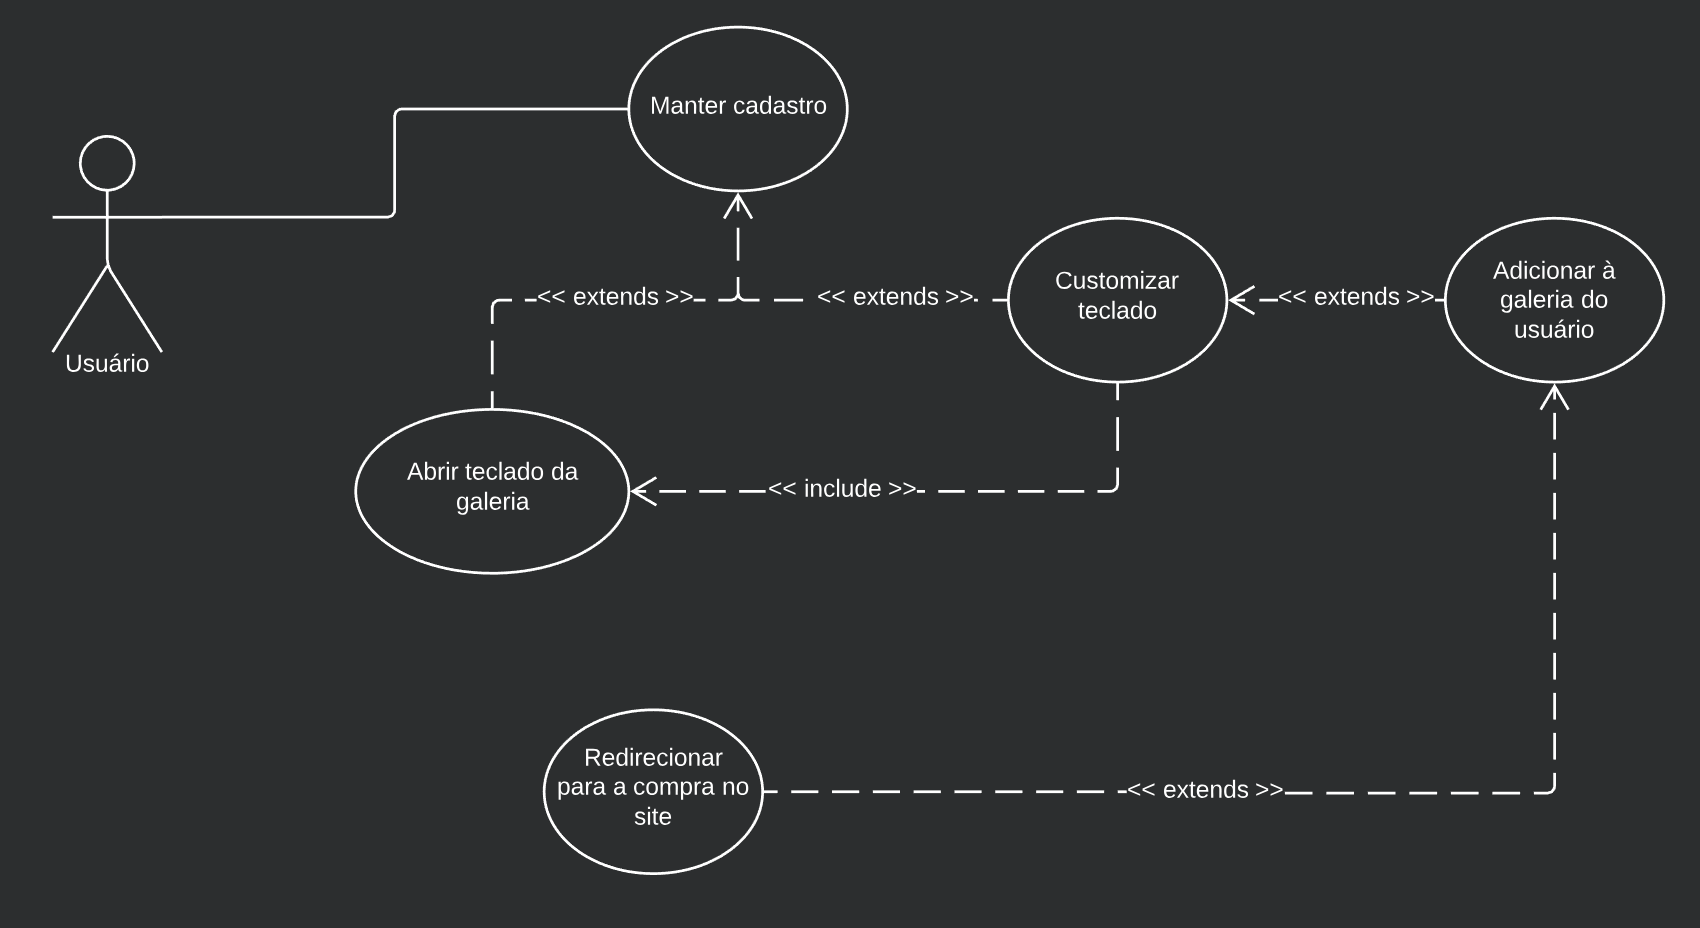 Manter cadastro
Usuário
<< extends >>
<< extends >>
Customizar
teclado
<< extends >>
Adicionar à
galeria do
usuário
Abrir teclado da
galeria
<< include >>
Redirecionar
para a compra no
site
<< extends >>